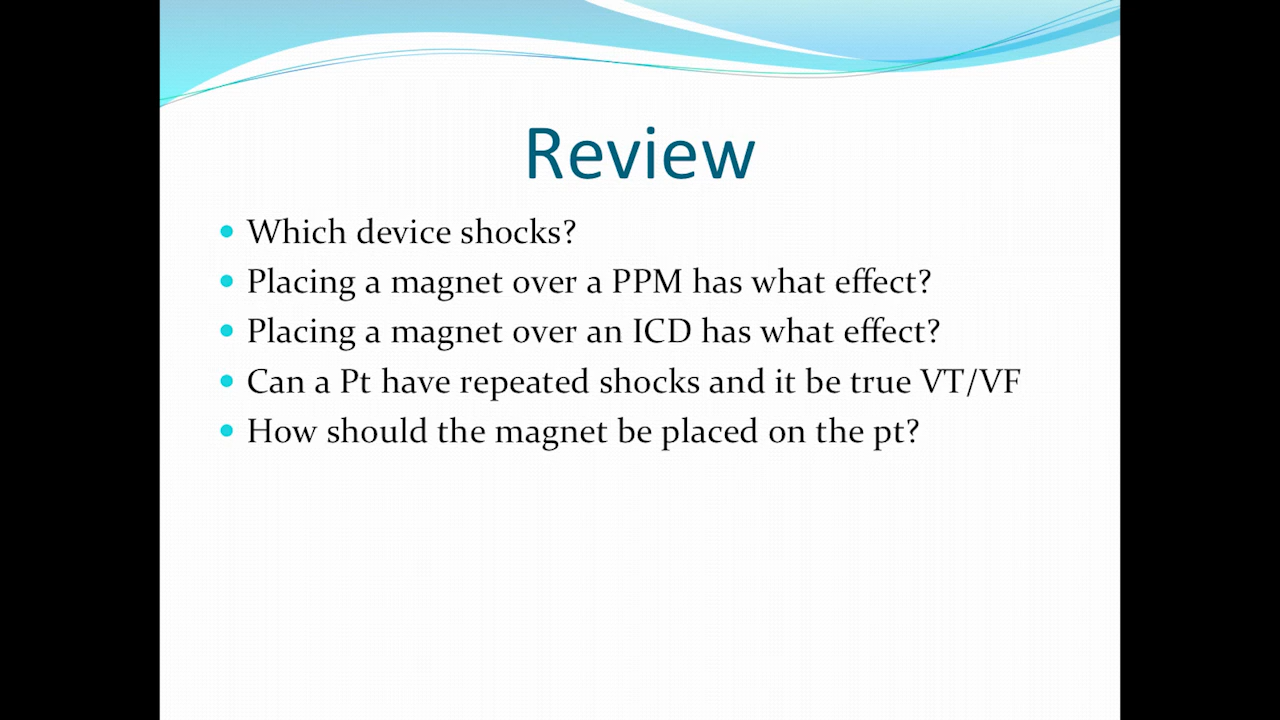 Review
• Which device shocks?
• Placing a magnet over a PPM has what effect?
• Placing a magnet over an ICD has what effect?
• Can a Pt have repeated shocks and it be true VT/VF
• How should the magnet be placed on the pt?